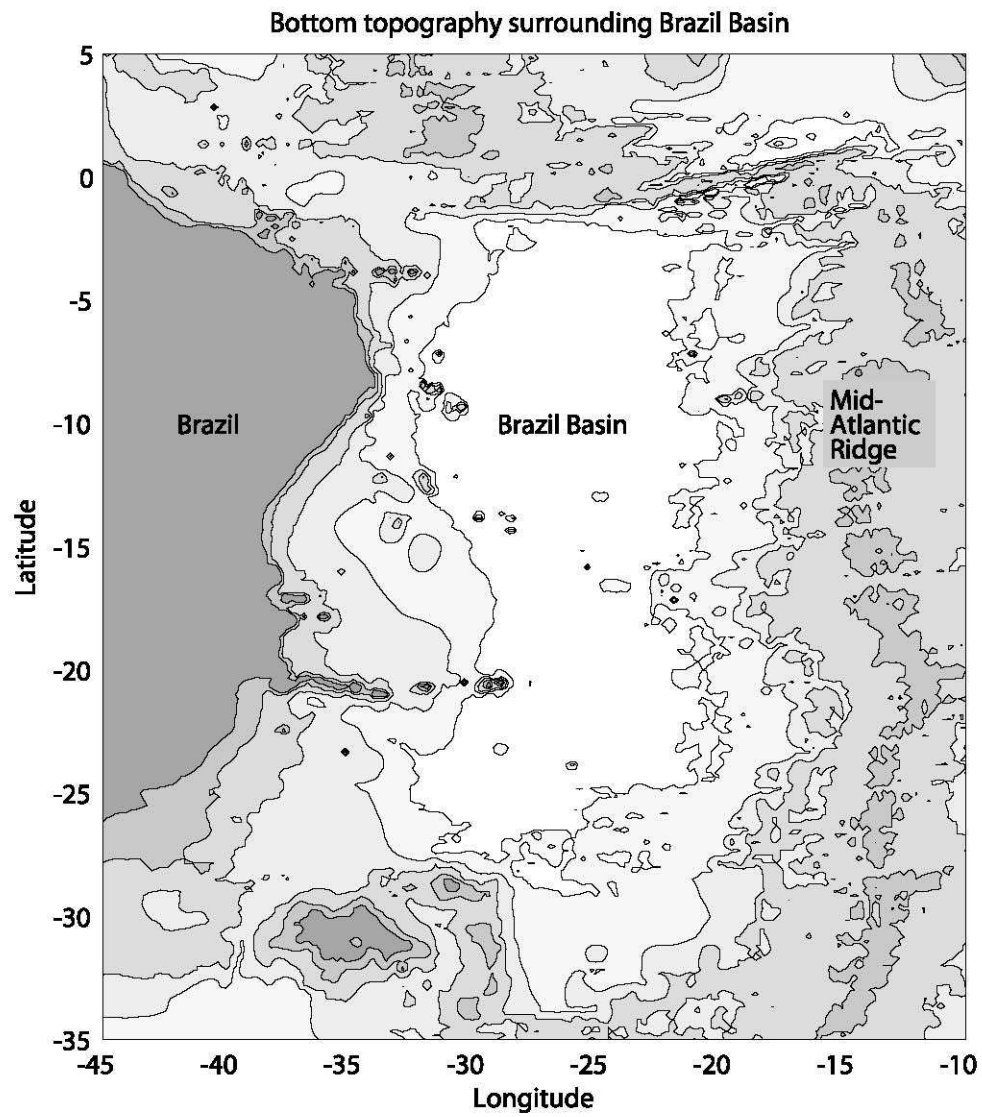 Bottom topography surrounding Brazil Basin
5
0
-5
-10
-15
-20
-25
-30
-35
Latitude
Brazil
Brazil Basin
Mid-
Atlantic
Ridge
-45
-40
-35
-30
-25
-20
-15
-10
Longitude